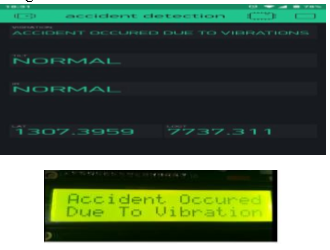 accident detection
ACCIDENT OCCURED DUE TO VIBRATIONS
NORMAL
NORMAL
1307.3959 7737.311
Accident Occured
Due To Vibration